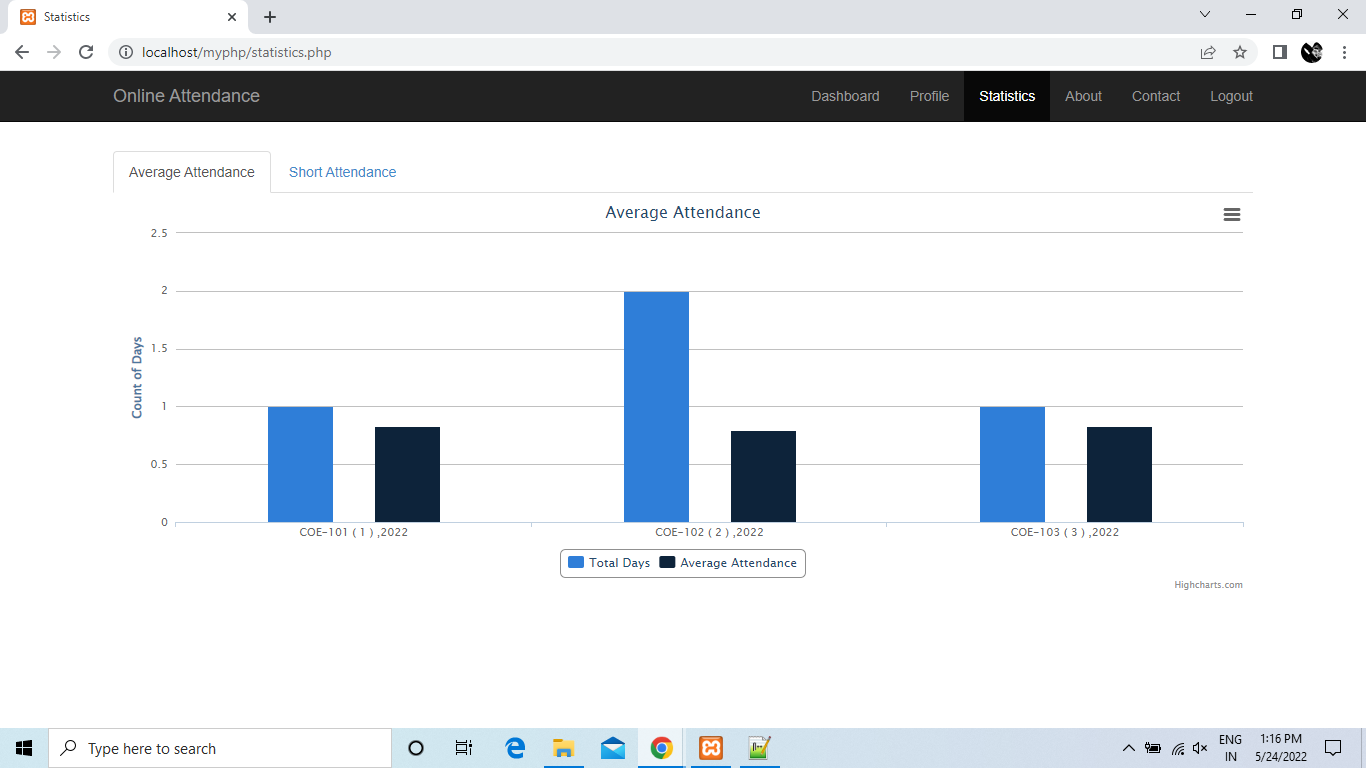 Statistics
localhost/myphp/statistics.php
Online Attendance
Dashboard Profile Statistics About Contact Logout
Average Attendance Short Attendance
Average Attendance
2.5
2
1.5
1
0.5
0
Count of Days
COE-101 ( 1 ) ,2022 COE-102 ( 2 ) ,2022 COE-103 ( 3 ) ,2022
Total Days Average Attendance
Highcharts.com
Type here to search
ENG
IN
1:16 PM
5/24/2022